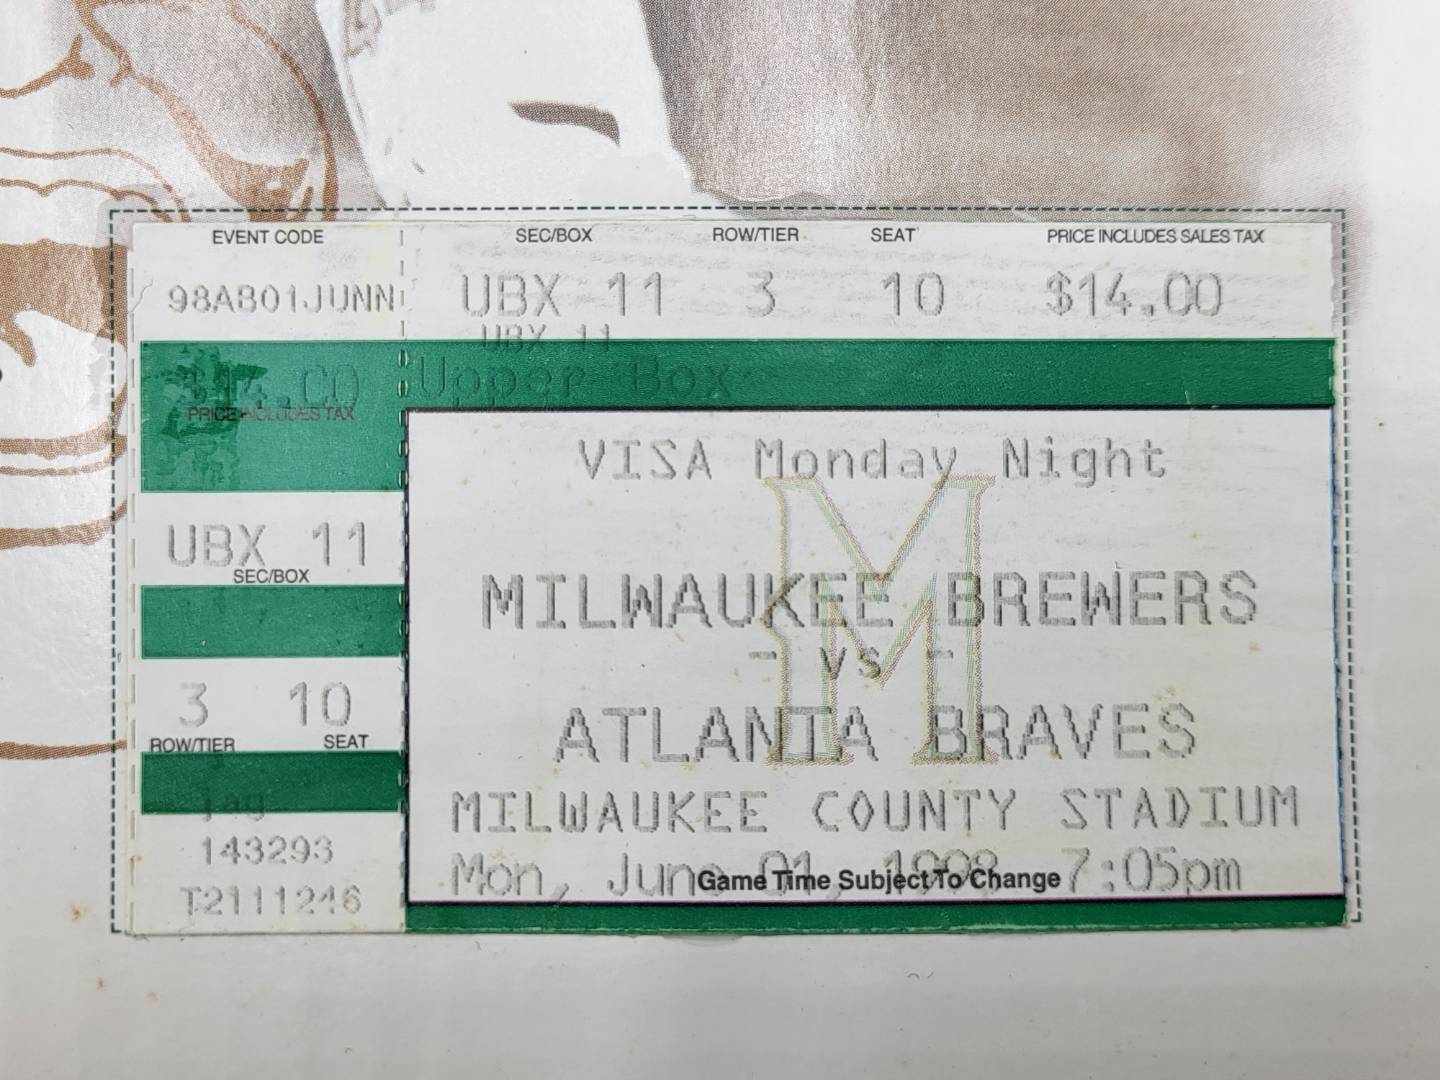 EVENT CODE SEC/BOX ROW/TIER SEAT PRICE INCLUDES SALES TAX
98AB01JUNN UBX 11 3 10 $14.00
UBX 11
$14.00 Upper Box
PRICE INCLUDES TAX
VISA Monday Night
UBX 11
SEC/BOX
MILWAUKEE BREWERS
- vs -
3 10
ROW/TIER SEAT
ATLANTA BRAVES
MILWAUKEE COUNTY STADIUM
143293
Mon, June 01, 1998 7:05pm
Game Time Subject To Change
T2111246
M